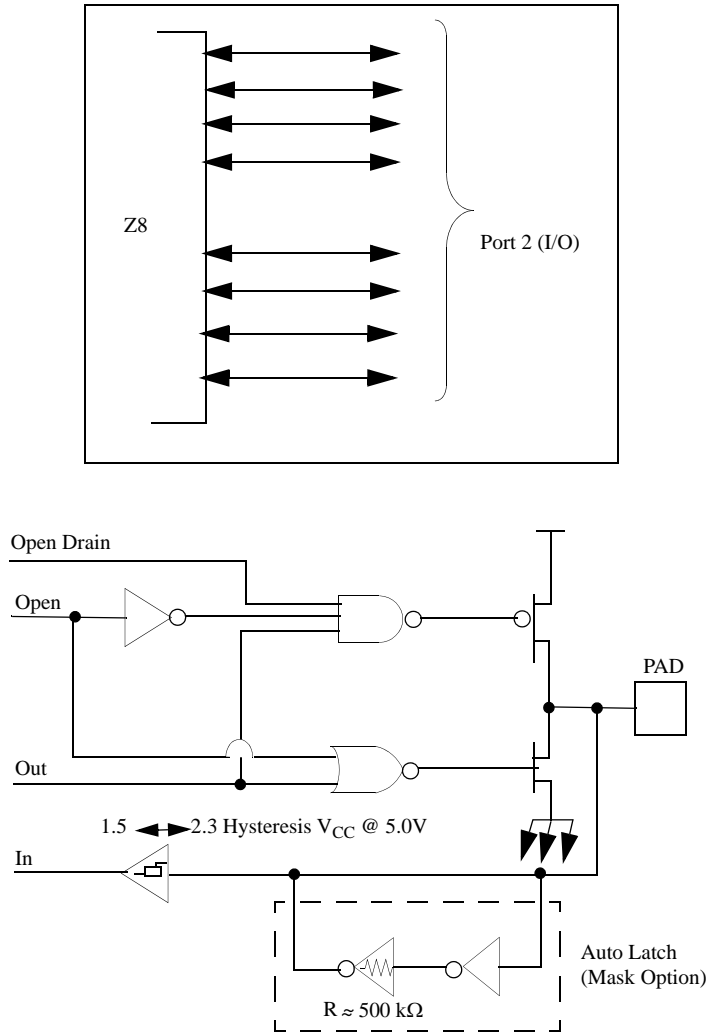 Z8
Port 2 (I/O)
Open Drain
Open
PAD
Out
1.5 2.3 Hysteresis VCC @ 5.0V
In
Auto Latch
(Mask Option)
R ≈ 500 kΩ